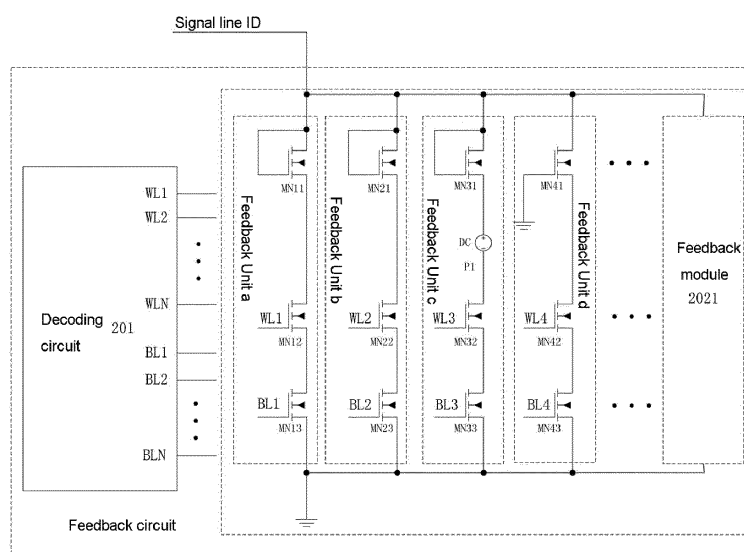 Signal line ID
WL1
WL2
WLN
BL1
BL2
BLN
Decoding 201
circuit
Feedback circuit
Feedback Unit a
MN11
WL1
MN12
BL1
MN13
Feedback Unit b
MN21
WL2
MN22
BL2
MN23
Feedback Unit c
MN31
DC
P1
WL3
MN32
BL3
MN33
Feedback Unit d
MN41
WL4
MN42
BL4
MN43
Feedback
module
2021